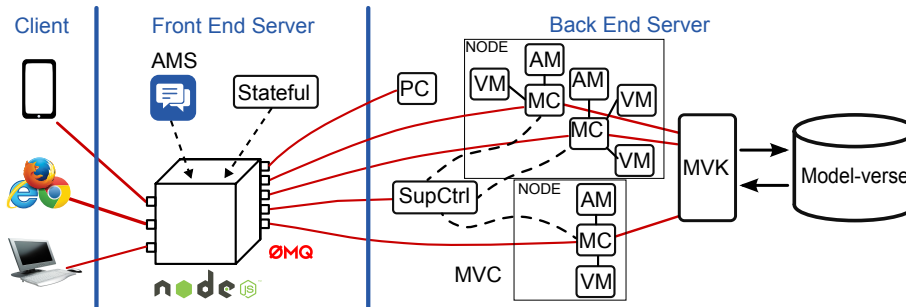 Client
Front End Server
Back End Server
AMS
Stateful
PC
NODE
AM
VM
MC
AM
VM
MC
VM
SupCtrl
MVK
Model-verse
NODE
AM
MC
VM
MVC
ØMQ
node JS